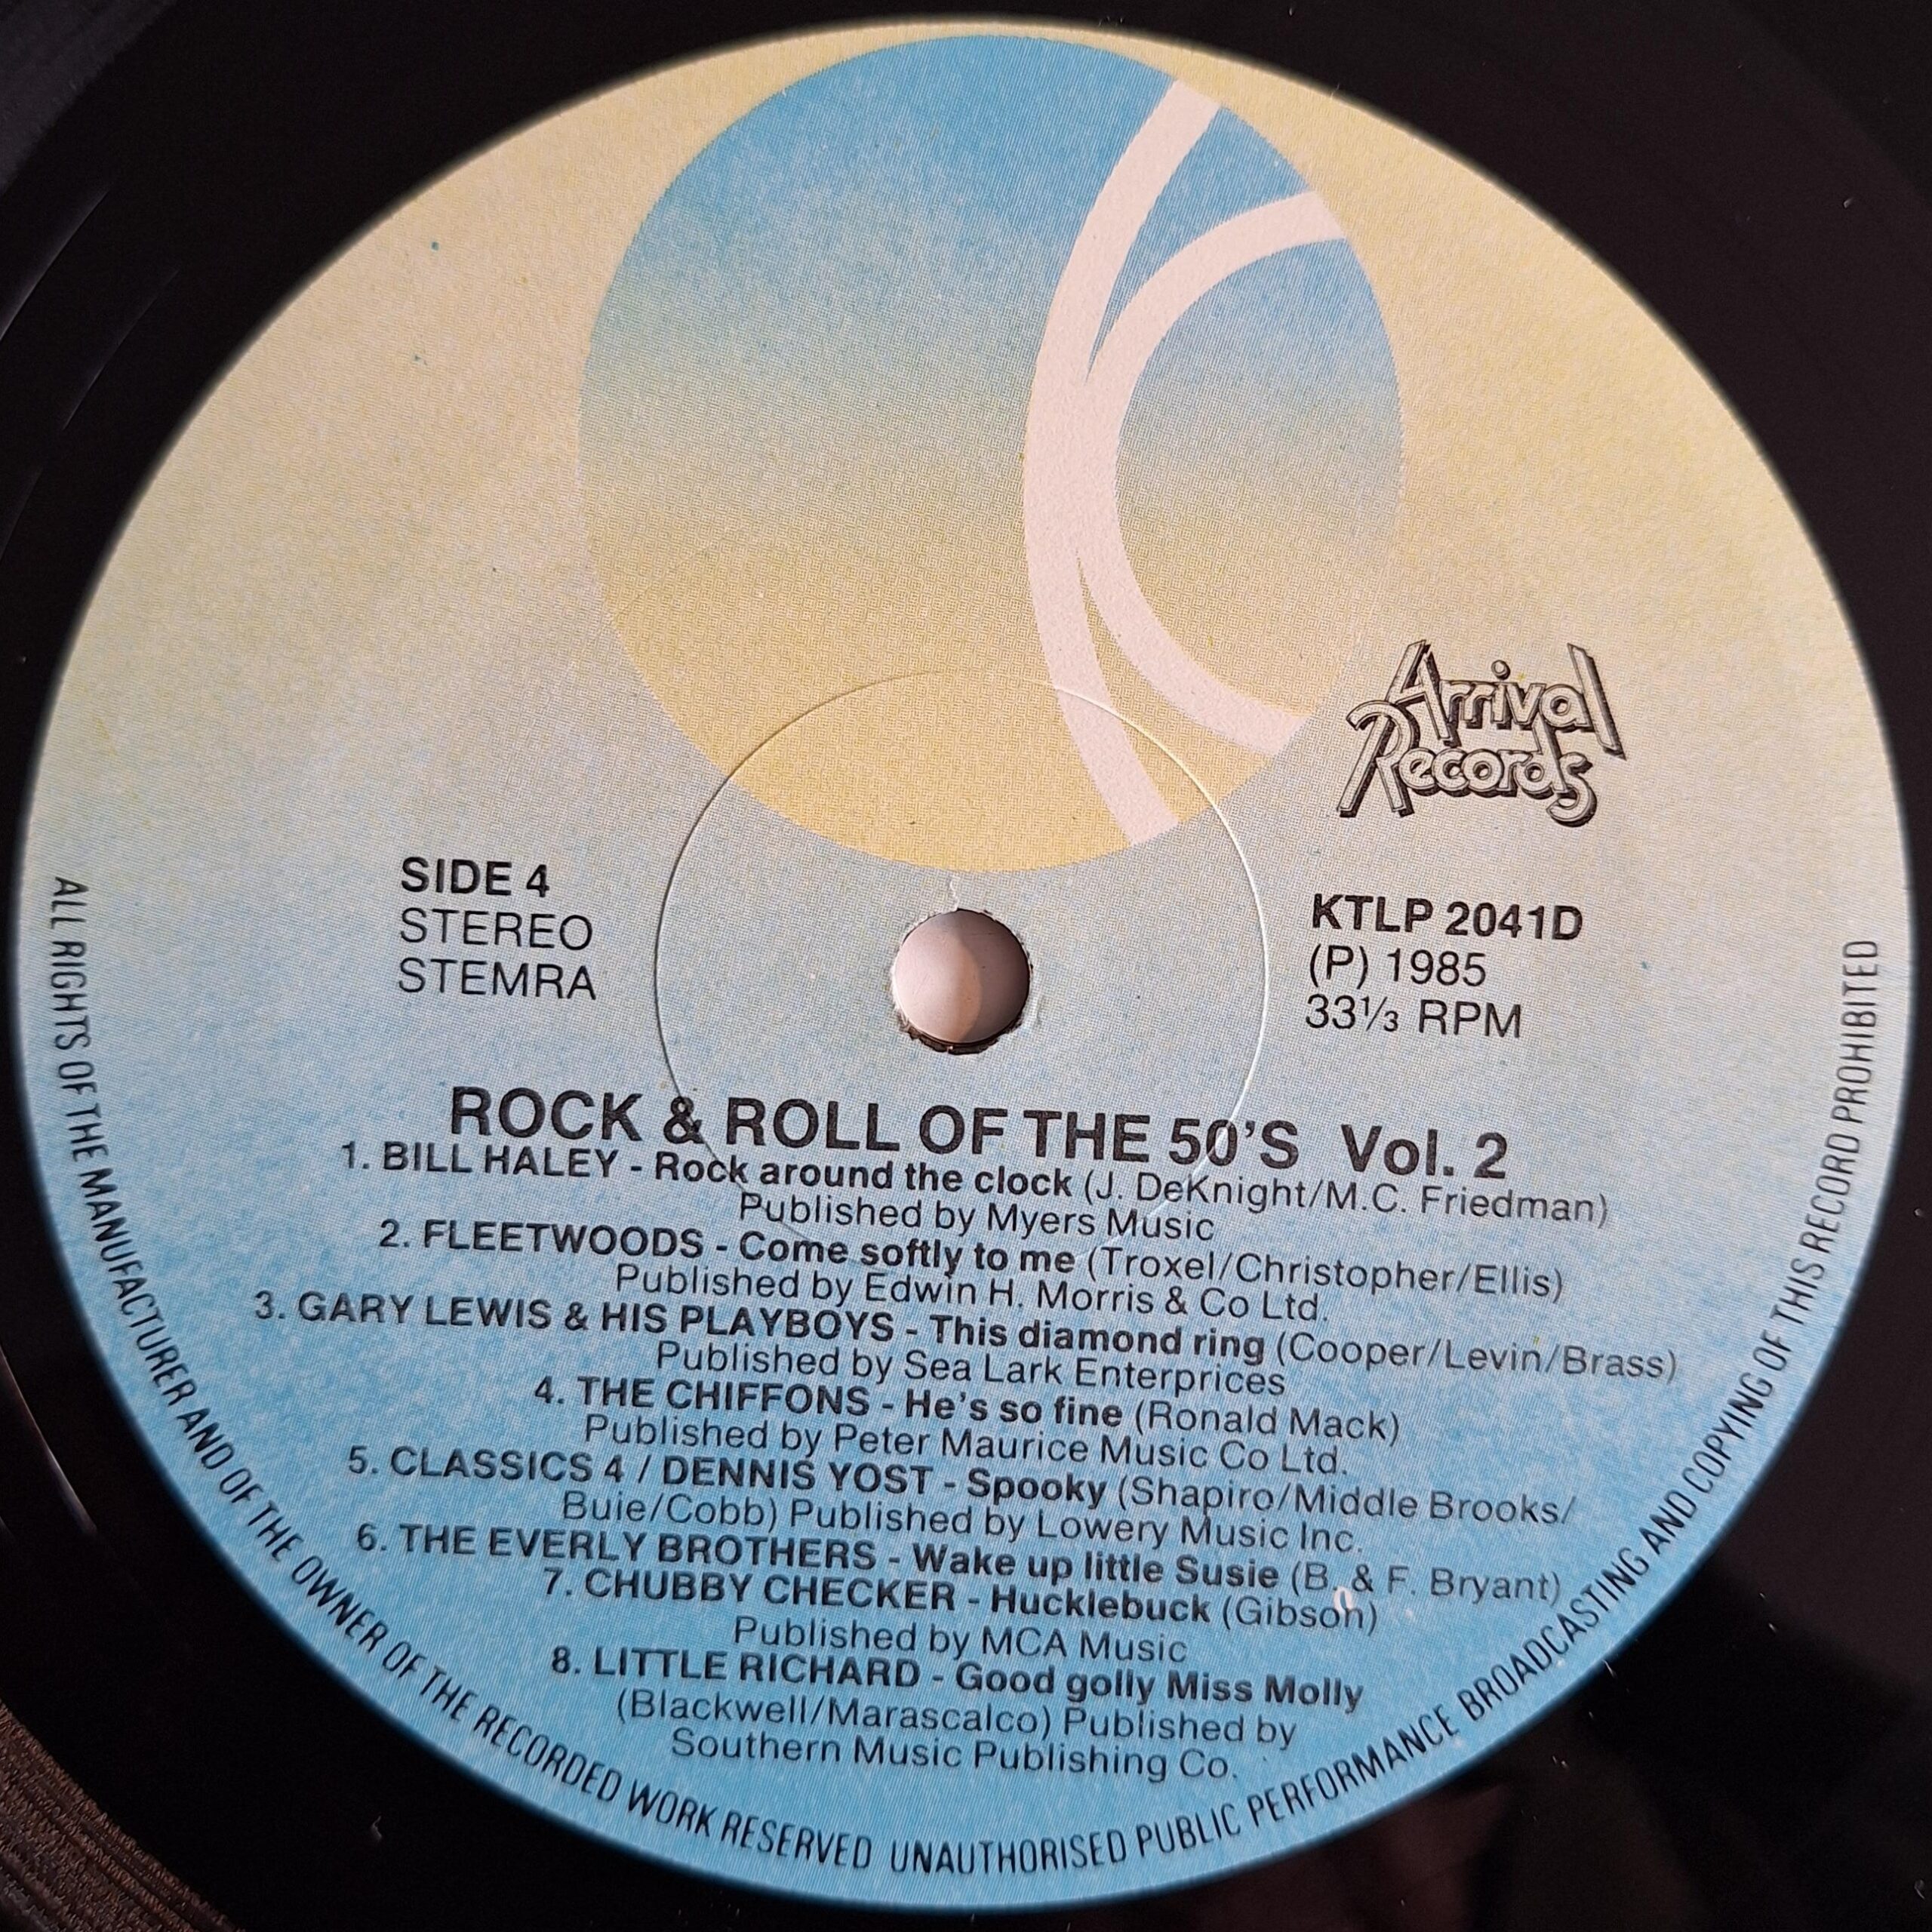 Arrival
Records
SIDE 4
STEREO
STEMRA
KTLP 2041D
(P) 1985
33⅓ RPM
ROCK & ROLL OF THE 50'S Vol. 2
1. BILL HALEY - Rock around the clock (J. DeKnight/M.C. Friedman)
Published by Myers Music
2. FLEETWOODS - Come softly to me (Troxel/Christopher/Ellis)
Published by Edwin H. Morris & Co Ltd.
3. GARY LEWIS & HIS PLAYBOYS - This diamond ring (Cooper/Levin/Brass)
Published by Sea Lark Enterprices
4. THE CHIFFONS - He's so fine (Ronald Mack)
Published by Peter Maurice Music Co Ltd.
5. CLASSICS 4 / DENNIS YOST - Spooky (Shapiro/Middle Brooks/
Buie/Cobb) Published by Lowery Music Inc.
6. THE EVERLY BROTHERS - Wake up little Susie (B. & F. Bryant)
7. CHUBBY CHECKER - Hucklebuck (Gibson)
Published by MCA Music
8. LITTLE RICHARD - Good golly Miss Molly
(Blackwell/Marascalco) Published by
Southern Music Publishing Co.
ALL RIGHTS OF THE MANUFACTURER AND OF THE OWNER OF THE RECORDED WORK RESERVED UNAUTHORISED PUBLIC PERFORMANCE BROADCASTING AND COPYING OF THIS RECORD PROHIBITED